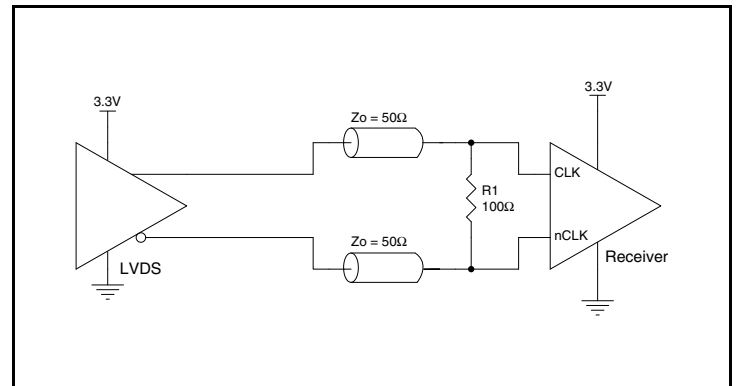 3.3V
3.3V
Zo = 50Ω
CLK
R1
100Ω
nCLK
Zo = 50Ω
LVDS
Receiver